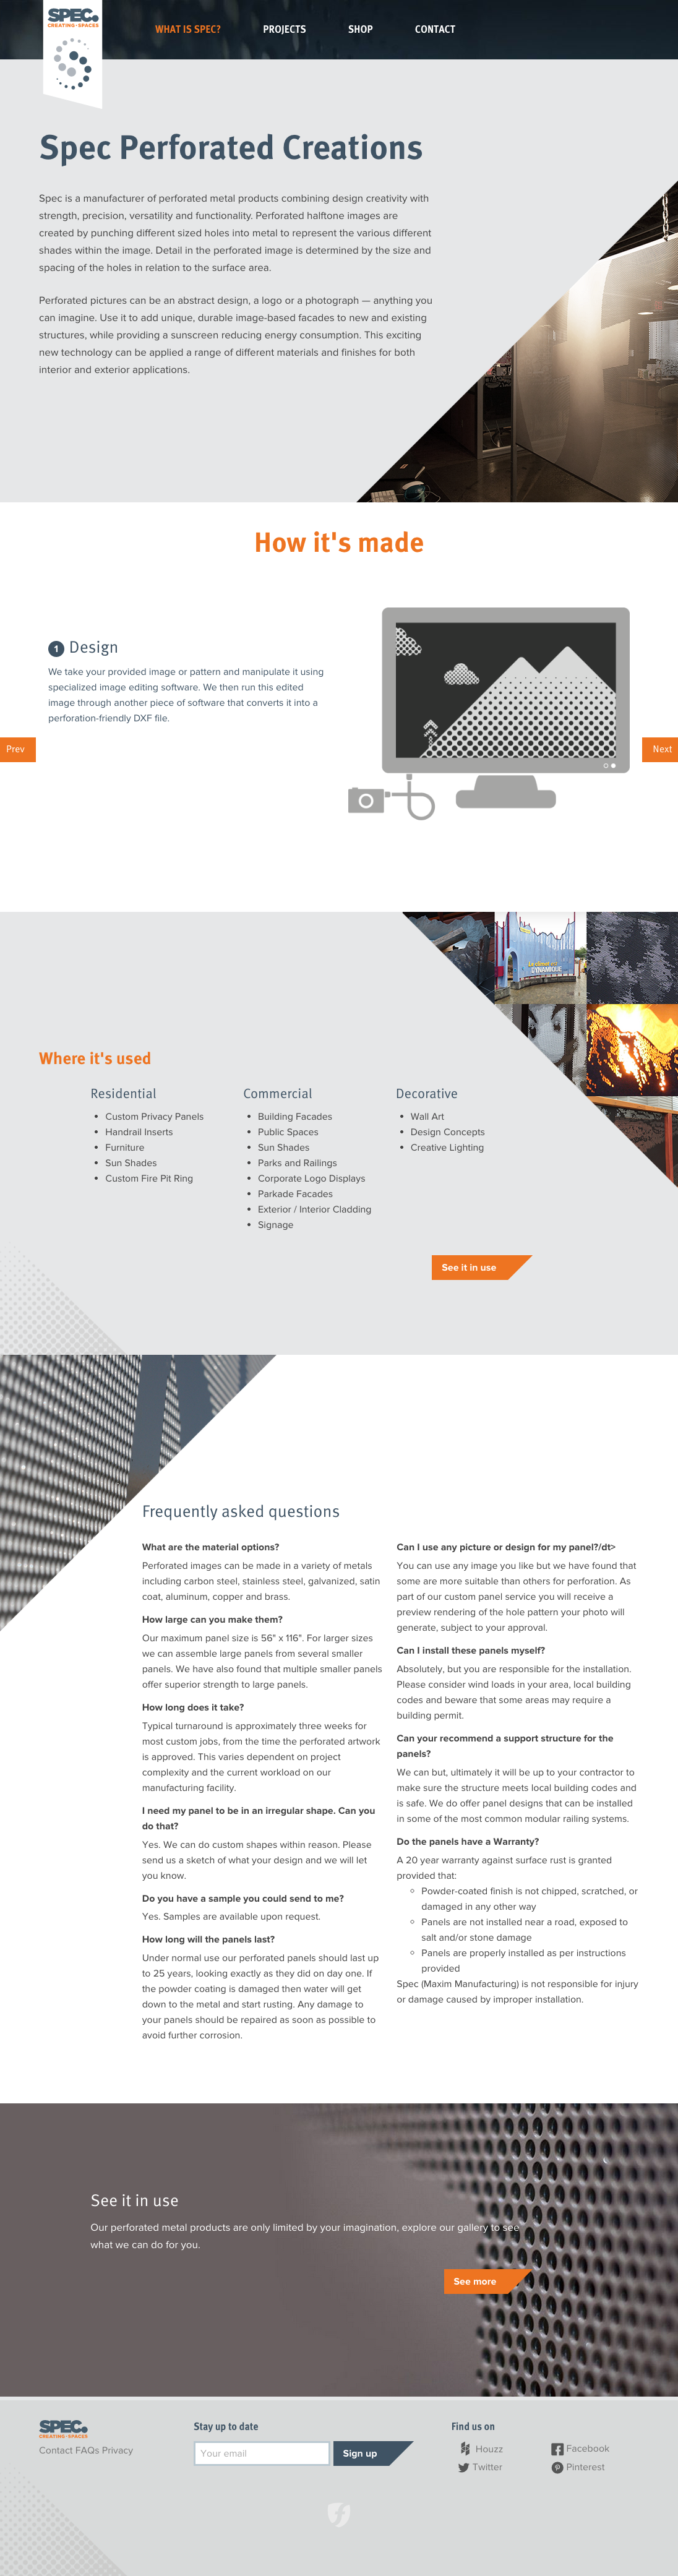 SPEC.
CREATING-SPACES
WHAT IS SPEC?
PROJECTS
SHOP
CONTACT
Spec Perforated Creations
Spec is a manufacturer of perforated metal products combining design creativity with
strength, precision, versatility and functionality. Perforated halftone images are
created by punching different sized holes into metal to represent the various different
shades within the image. Detail in the perforated image is determined by the size and
spacing of the holes in relation to the surface area.
Perforated pictures can be an abstract design, a logo or a photograph — anything you
can imagine. Use it to add unique, durable image-based facades to new and existing
structures, while providing a sunscreen reducing energy consumption. This exciting
new technology can be applied a range of different materials and finishes for both
interior and exterior applications.
How it's made
1 Design
We take your provided image or pattern and manipulate it using
specialized image editing software. We then run this edited
image through another piece of software that converts it into a
perforation-friendly DXF file.
Prev
Next
Le climat est
DYNAMIQUE
Where it's used
Residential
• Custom Privacy Panels
• Handrail Inserts
• Furniture
• Sun Shades
• Custom Fire Pit Ring
Commercial
• Building Facades
• Public Spaces
• Sun Shades
• Parks and Railings
• Corporate Logo Displays
• Parkade Facades
• Exterior / Interior Cladding
• Signage
Decorative
• Wall Art
• Design Concepts
• Creative Lighting
See it in use
Frequently asked questions
What are the material options?
Perforated images can be made in a variety of metals
including carbon steel, stainless steel, galvanized, satin
coat, aluminum, copper and brass.
How large can you make them?
Our maximum panel size is 56" x 116". For larger sizes
we can assemble large panels from several smaller
panels. We have also found that multiple smaller panels
offer superior strength to large panels.
How long does it take?
Typical turnaround is approximately three weeks for
most custom jobs, from the time the perforated artwork
is approved. This varies dependent on project
complexity and the current workload on our
manufacturing facility.
I need my panel to be in an irregular shape. Can you
do that?
Yes. We can do custom shapes within reason. Please
send us a sketch of what your design and we will let
you know.
Do you have a sample you could send to me?
Yes. Samples are available upon request.
How long will the panels last?
Under normal use our perforated panels should last up
to 25 years, looking exactly as they did on day one. If
the powder coating is damaged then water will get
down to the metal and start rusting. Any damage to
your panels should be repaired as soon as possible to
avoid further corrosion.
Can I use any picture or design for my panel?/dt>
You can use any image you like but we have found that
some are more suitable than others for perforation. As
part of our custom panel service you will receive a
preview rendering of the hole pattern your photo will
generate, subject to your approval.
Can I install these panels myself?
Absolutely, but you are responsible for the installation.
Please consider wind loads in your area, local building
codes and beware that some areas may require a
building permit.
Can your recommend a support structure for the
panels?
We can but, ultimately it will be up to your contractor to
make sure the structure meets local building codes and
is safe. We do offer panel designs that can be installed
in some of the most common modular railing systems.
Do the panels have a Warranty?
A 20 year warranty against surface rust is granted
provided that:
Powder-coated finish is not chipped, scratched, or
damaged in any other way
Panels are not installed near a road, exposed to
salt and/or stone damage
Panels are properly installed as per instructions
provided
Spec (Maxim Manufacturing) is not responsible for injury
or damage caused by improper installation.
See it in use
Our perforated metal products are only limited by your imagination, explore our gallery to see
what we can do for you.
See more
SPEC.
CREATING-SPACES
Contact FAQs Privacy
Stay up to date
Your email
Sign up
Find us on
Houzz
Facebook
Twitter
Pinterest